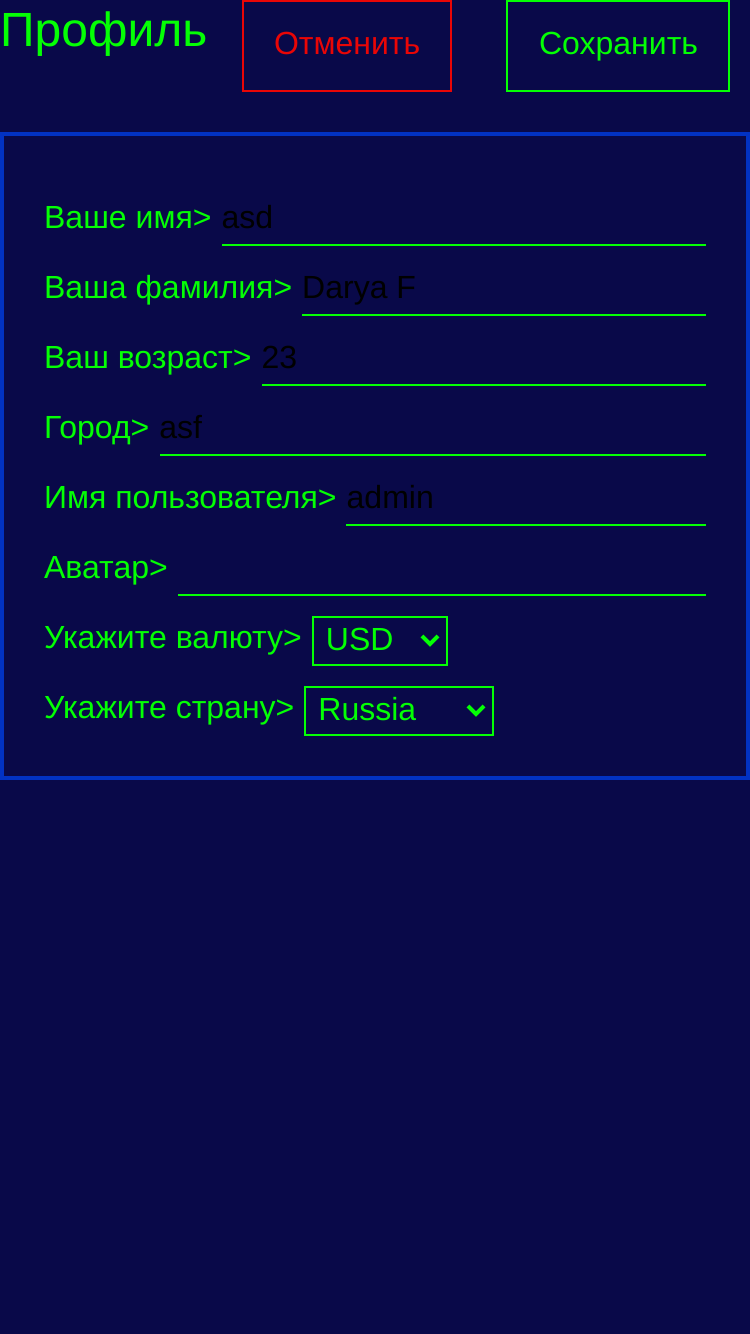 Профиль Отменить Сохранить
Ваше имя> asd
Ваша фамилия> Darya F
Ваш возраст> 23
Город> asf
Имя пользователя> admin
Аватар>
Укажите валюту> USD
Укажите страну> Russia